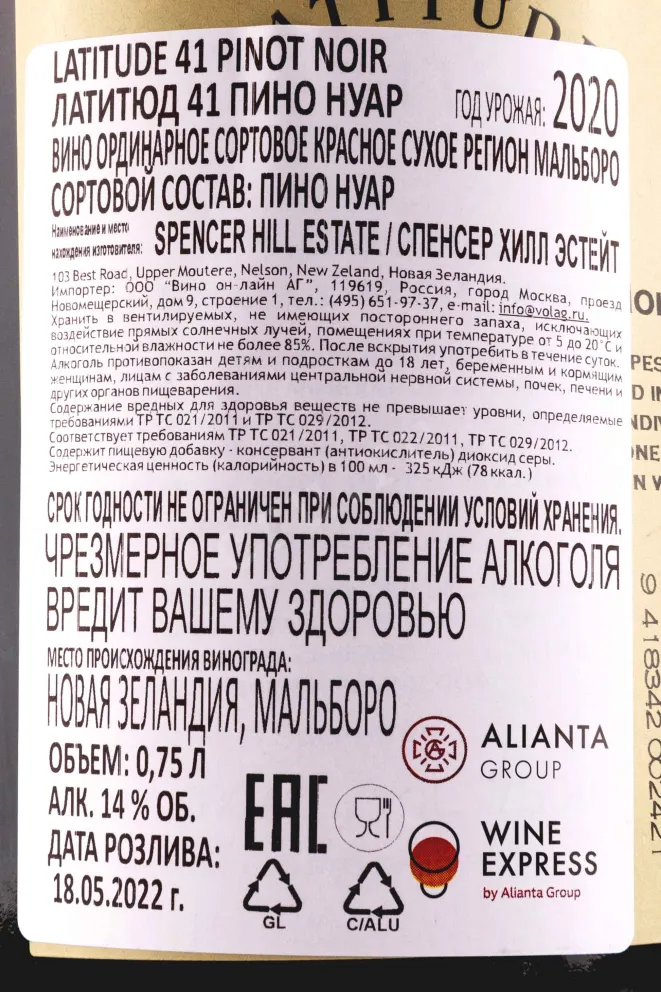 LATITUDE
LATITUDE 41 PINOT NOIR
ЛАТИТЮД 41 ПИНО НУАР ГОД УРОЖАЯ: 2020
ВИНО ОРДИНАРНОЕ СОРТОВОЕ КРАСНОЕ СУХОЕ РЕГИОН МАЛЬБОРО
СОРТОВОЙ СОСТАВ: ПИНО НУАР
Наименование и место
нахождения изготовителя: SPENCER HILL ESTATE / СПЕНСЕР ХИЛЛ ЭСТЕЙТ
103 Best Road, Upper Moutere, Nelson, New Zeland, Новая Зеландия.
Импортер: ООО "Вино он-лайн АГ", 119619, Россия, город Москва, проезд
Новомещерский, дом 9, строение 1, тел.: (495) 651-97-37, e-mail: info@volag.ru.
Хранить в вентилируемых, не имеющих постороннего запаха, исключающих
воздействие прямых солнечных лучей, помещениях при температуре от 5 до 20°C и
относительной влажности не более 85%. После вскрытия употребить в течение суток.
Алкоголь противопоказан детям и подросткам до 18 лет, беременным и кормящим
женщинам, лицам с заболеваниями центральной нервной системы, почек, печени и
других органов пищеварения.
Содержание вредных для здоровья веществ не превышает уровни, определяемые
требованиями ТР ТС 021/2011 и ТР ТС 029/2012.
Соответствует требованиям ТР ТС 021/2011, ТР ТС 022/2011, ТР ТС 029/2012.
Содержит пищевую добавку - консервант (антиокислитель) диоксид серы.
Энергетическая ценность (калорийность) в 100 мл - 325 кДж (78 ккал.)
СРОК ГОДНОСТИ НЕ ОГРАНИЧЕН ПРИ СОБЛЮДЕНИИ УСЛОВИЙ ХРАНЕНИЯ.
ЧРЕЗМЕРНОЕ УПОТРЕБЛЕНИЕ АЛКОГОЛЯ
ВРЕДИТ ВАШЕМУ ЗДОРОВЬЮ
МЕСТО ПРОИСХОЖДЕНИЯ ВИНОГРАДА:
НОВАЯ ЗЕЛАНДИЯ, МАЛЬБОРО
ОБЪЕМ: 0,75 Л
АЛК. 14 % ОБ.
ДАТА РОЗЛИВА:
18.05.2022 г.
EAC
GL
C/ALU
ALIANTA
GROUP
WINE
EXPRESS
by Alianta Group
9 418342 002421